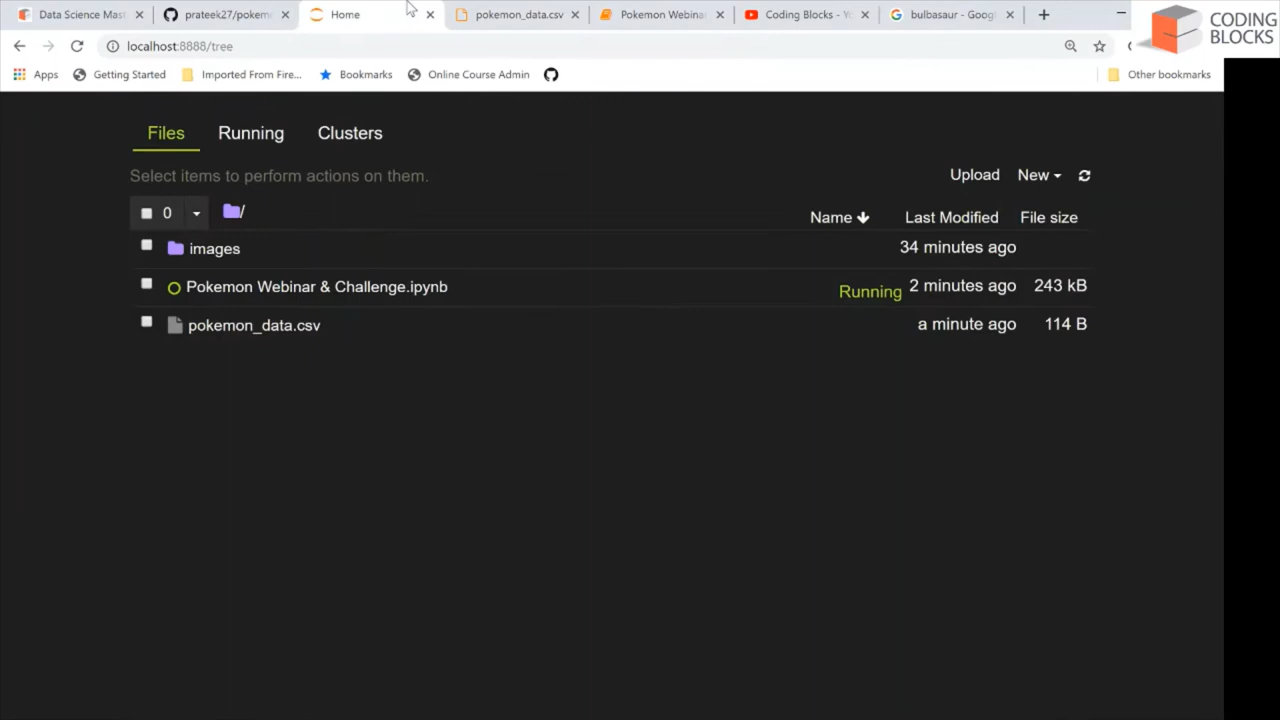 Data Science Mast
prateek27/pokem
Home
pokemon_data.csv
Pokemon Webina
Coding Blocks - Yo
bulbasaur - Googl
CODING
BLOCKS
localhost:8888/tree
Apps
Getting Started
Imported From Fire...
Bookmarks
Online Course Admin
Other bookmarks
Files
Running
Clusters
Select items to perform actions on them.
Upload
New
0
/
Name
Last Modified
File size
images
34 minutes ago
Pokemon Webinar & Challenge.ipynb
Running
2 minutes ago
243 kB
pokemon_data.csv
a minute ago
114 B